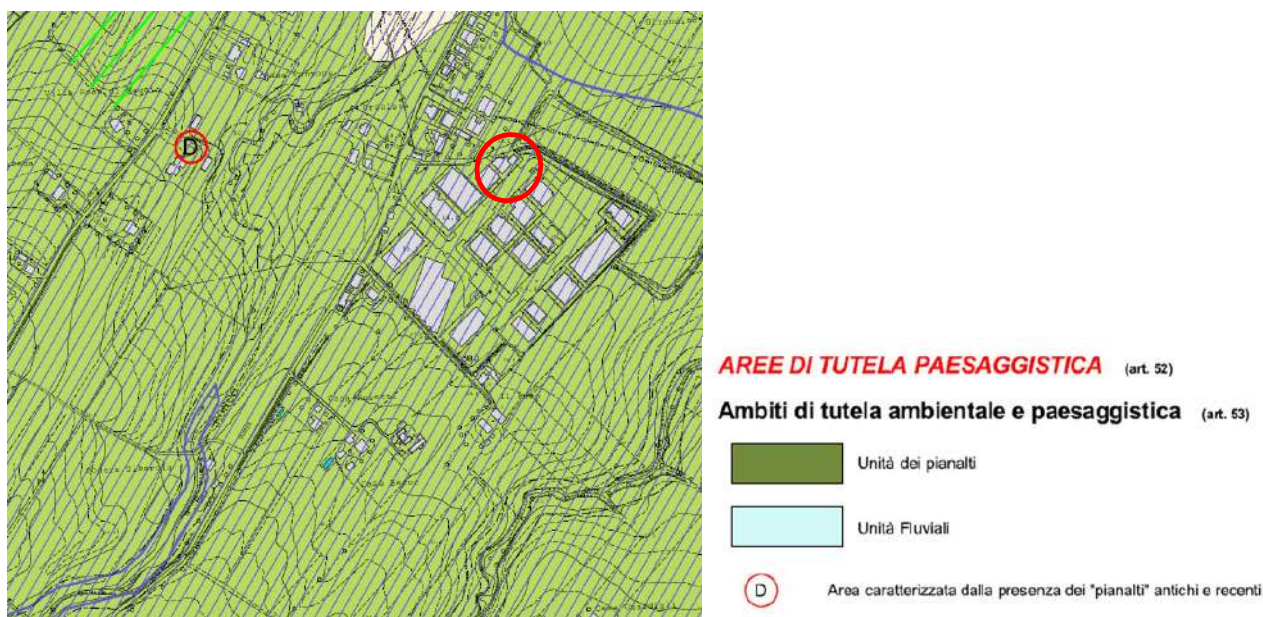 D
AREE DI TUTELA PAESAGGISTICA (art. 52)
Ambiti di tutela ambientale e paesaggistica (art. 53)
Unità dei pianalti
Unità Fluviali
D Area caratterizzata dalla presenza dei "pianalti" antichi e recenti